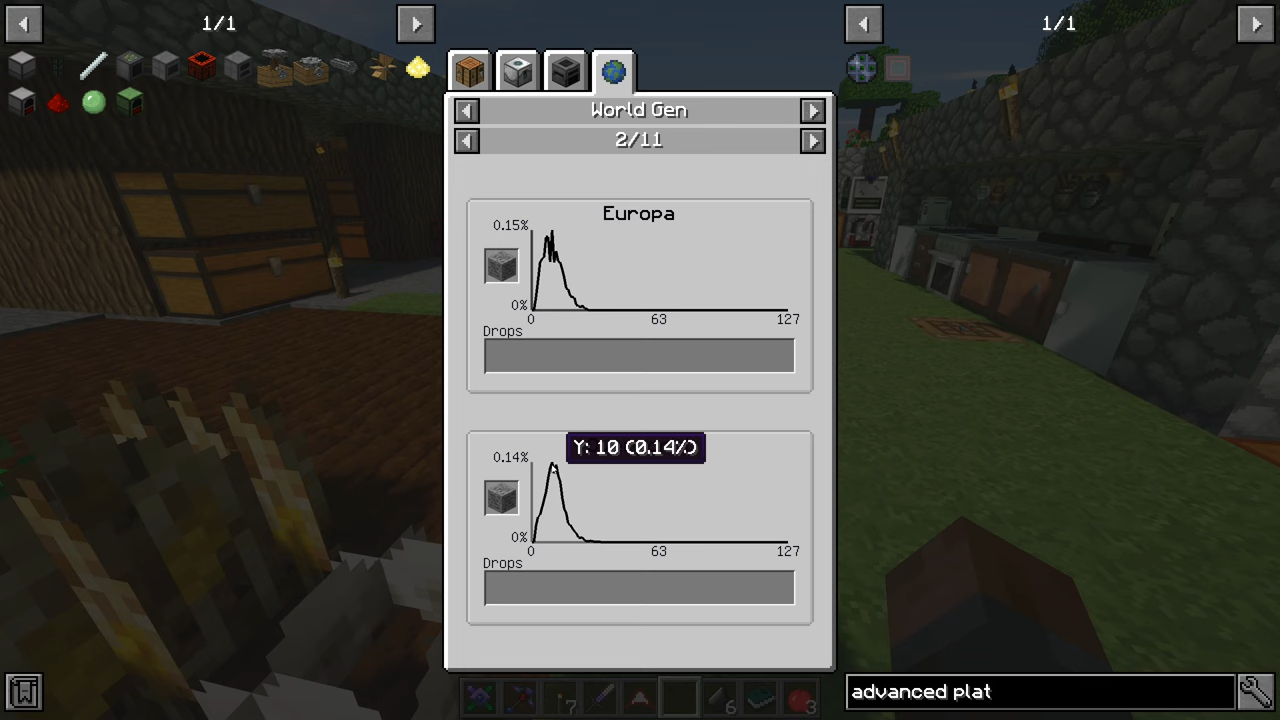 1/1
1/1
World Gen
2/11
Europa
0.15%
0%
0 63 127
Drops
Y: 10 (0.14%)
0.14%
0%
0 63 127
Drops
advanced plat
7 6 3